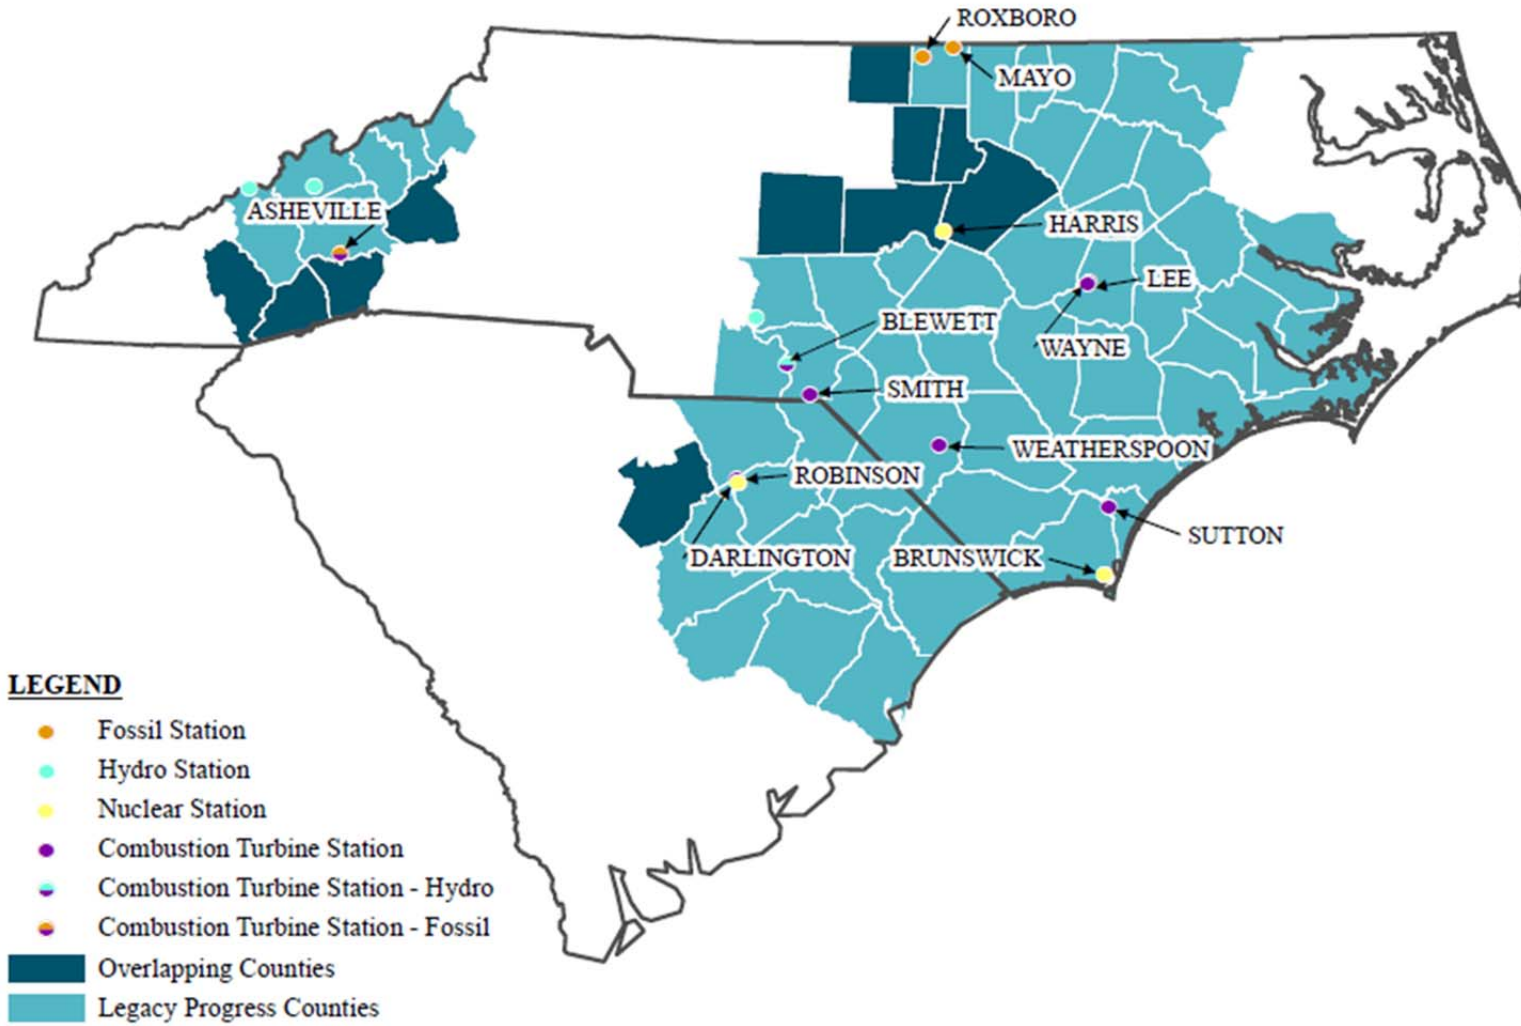 ROXBORO
MAYO
ASHEVILLE
HARRIS
LEE
BLEWETT
WAYNE
SMITH
WEATHERSPOON
ROBINSON
SUTTON
DARLINGTON
BRUNSWICK
LEGEND
Fossil Station
Hydro Station
Nuclear Station
Combustion Turbine Station
Combustion Turbine Station - Hydro
Combustion Turbine Station - Fossil
Overlapping Counties
Legacy Progress Counties